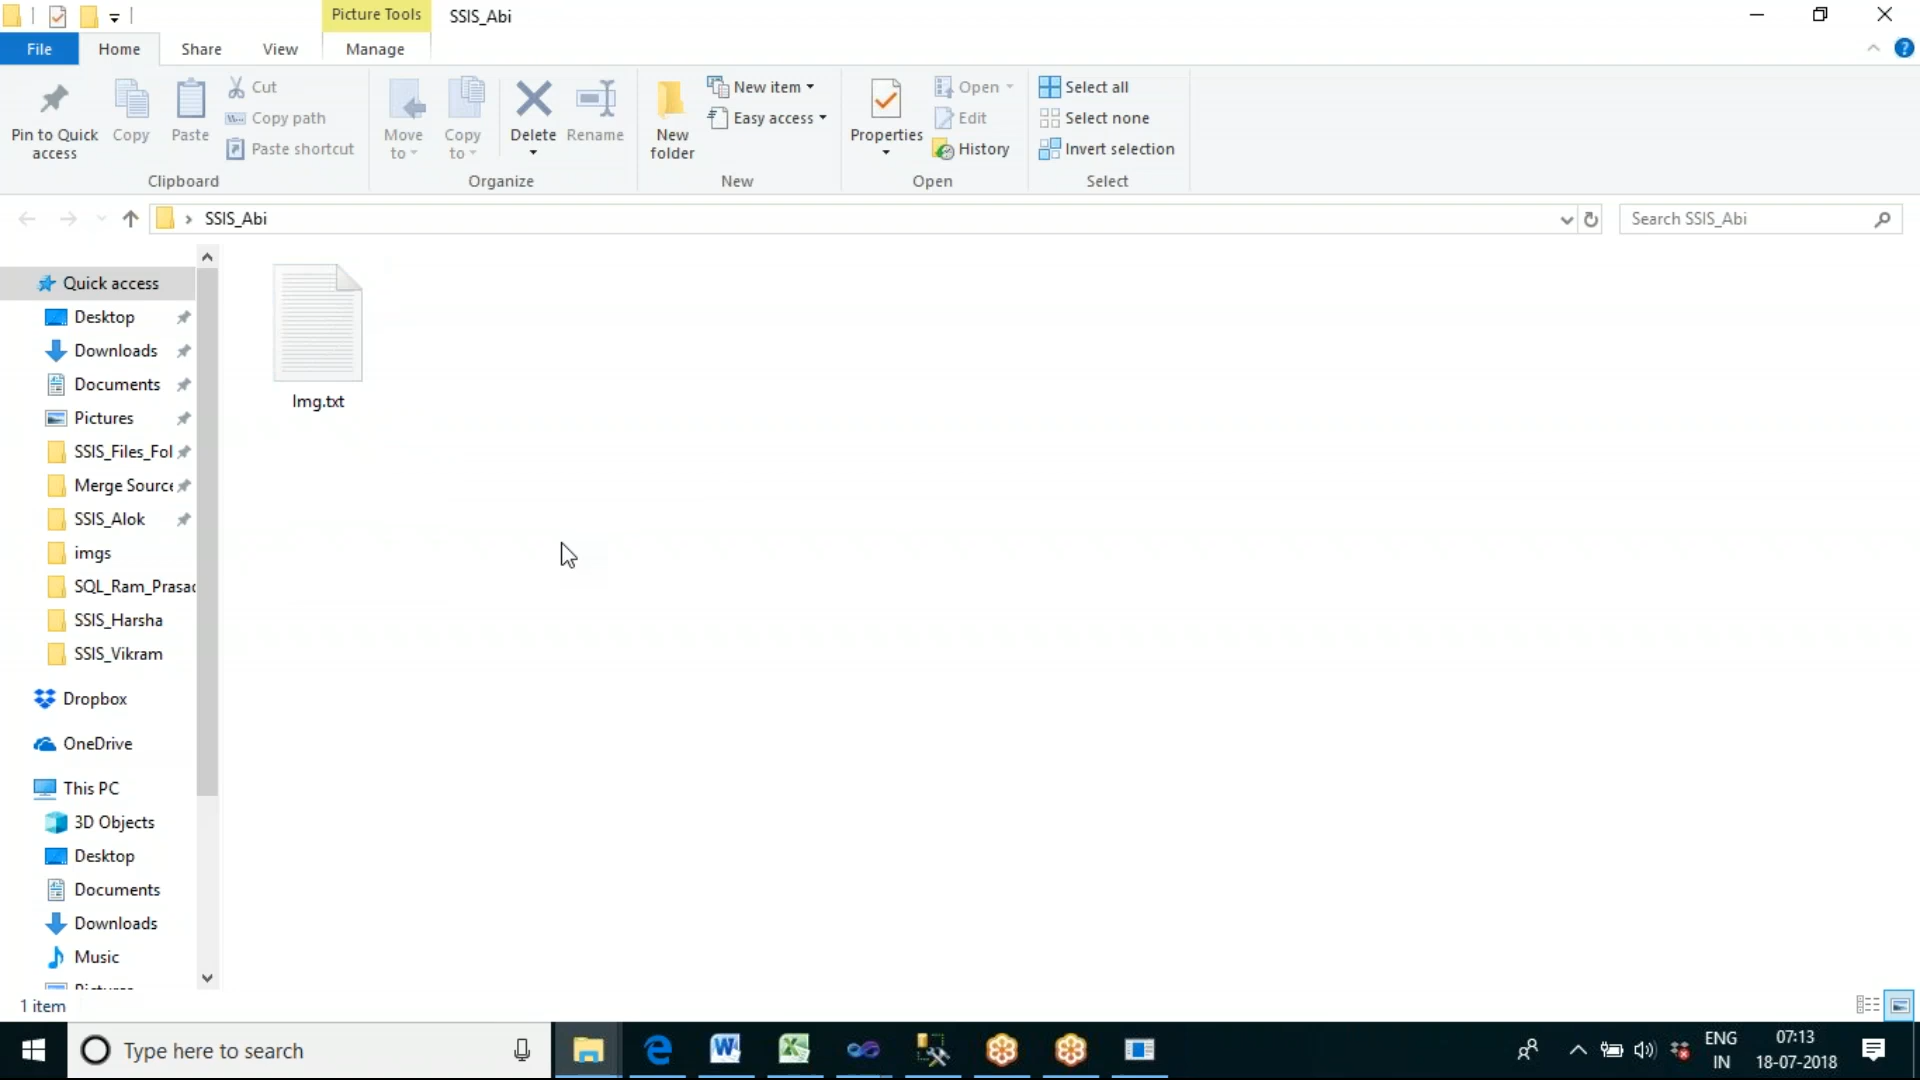 Picture Tools
SSIS_Abi
File
Home
Share
View
Manage
Pin to Quick access
Copy
Paste
Cut
Copy path
Paste shortcut
Clipboard
Move to
Copy to
Delete
Rename
Organize
New folder
New item
Easy access
New
Properties
Open
Edit
History
Open
Select all
Select none
Invert selection
Select
SSIS_Abi
Search SSIS_Abi
Quick access
Desktop
Downloads
Documents
Pictures
SSIS_Files_Fol
Merge Source
SSIS_Alok
imgs
SQL_Ram_Prasad
SSIS_Harsha
SSIS_Vikram
Dropbox
OneDrive
This PC
3D Objects
Desktop
Documents
Downloads
Music
Pictures
Img.txt
1 item
Type here to search
ENG
IN
07:13
18-07-2018